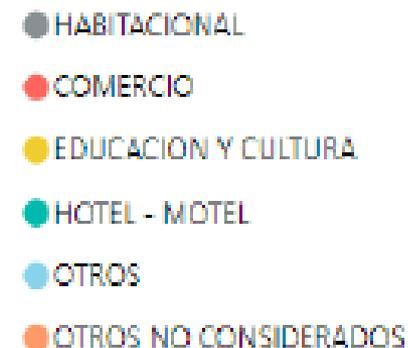 HABITACIONAL
COMERCIO
EDUCACION Y CULTURA
HOTEL - MOTEL
OTROS
OTROS NO CONSIDERADOS